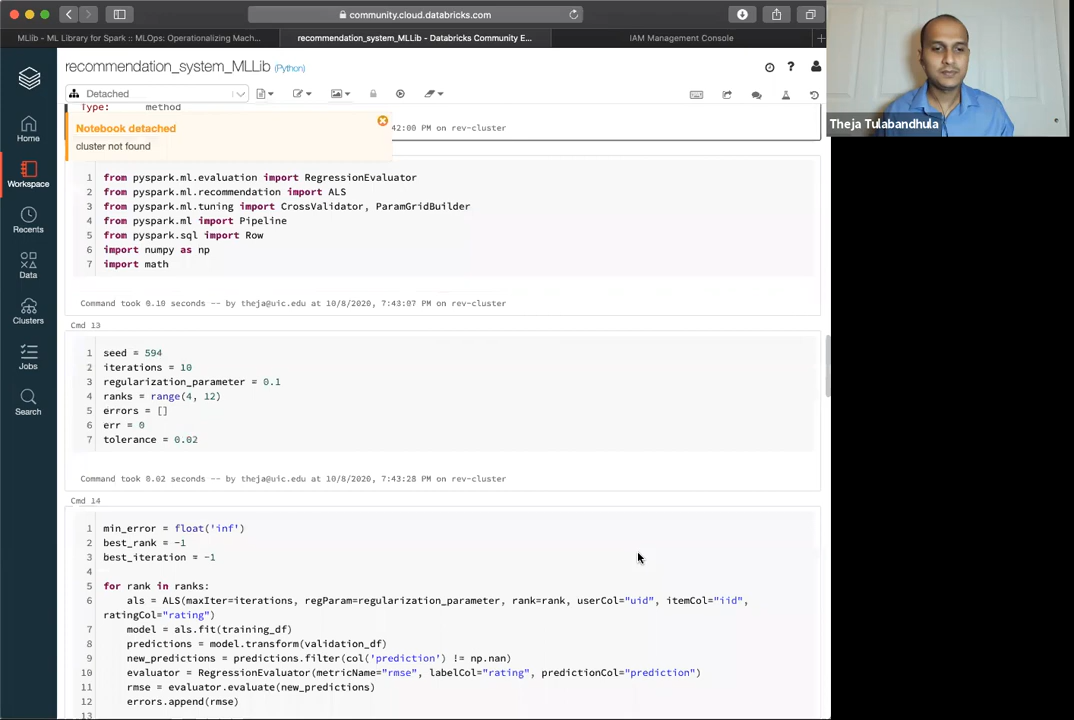 community.cloud.databricks.com
MLlib - ML Library for Spark :: MLOps: Operationalizing Mach...
recommendation_system_MLLib - Databricks Community E...
IAM Management Console
recommendation_system_MLLib (Python)
Detached
Type: method
Notebook detached
cluster not found
42:00 PM on rev-cluster
Home
Workspace
Recents
Data
Clusters
Jobs
Search
Theja Tulabandhula
1 from pyspark.ml.evaluation import RegressionEvaluator
2 from pyspark.ml.recommendation import ALS
3 from pyspark.ml.tuning import CrossValidator, ParamGridBuilder
4 from pyspark.ml import Pipeline
5 from pyspark.sql import Row
6 import numpy as np
7 import math
Command took 0.10 seconds -- by theja@uic.edu at 10/8/2020, 7:43:07 PM on rev-cluster
Cmd 13
1 seed = 594
2 iterations = 10
3 regularization_parameter = 0.1
4 ranks = range(4, 12)
5 errors = []
6 err = 0
7 tolerance = 0.02
Command took 0.02 seconds -- by theja@uic.edu at 10/8/2020, 7:43:28 PM on rev-cluster
Cmd 14
1 min_error = float('inf')
2 best_rank = -1
3 best_iteration = -1
4
5 for rank in ranks:
6 als = ALS(maxIter=iterations, regParam=regularization_parameter, rank=rank, userCol="uid", itemCol="iid",
ratingCol="rating")
7 model = als.fit(training_df)
8 predictions = model.transform(validation_df)
9 new_predictions = predictions.filter(col('prediction') != np.nan)
10 evaluator = RegressionEvaluator(metricName="rmse", labelCol="rating", predictionCol="prediction")
11 rmse = evaluator.evaluate(new_predictions)
12 errors.append(rmse)
13